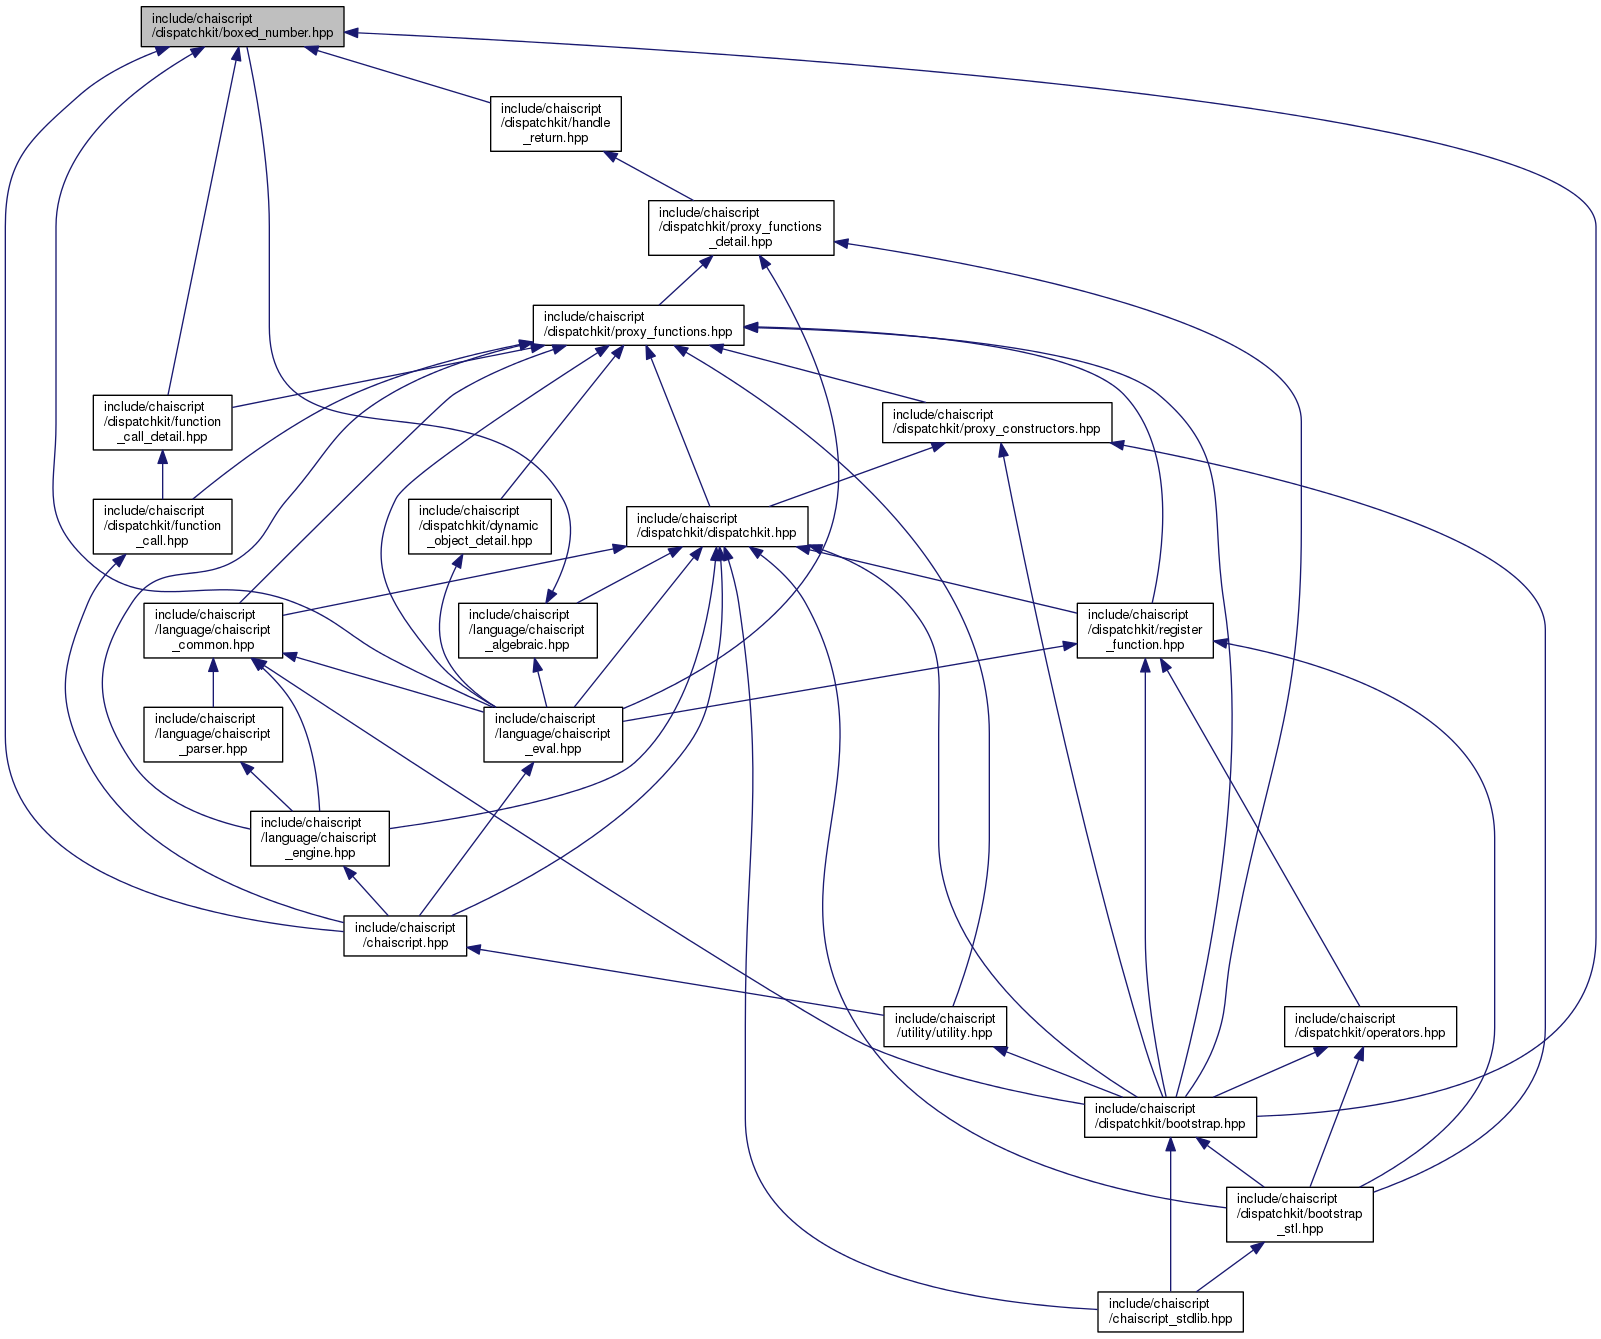 include/chaiscript
/dispatchkit/boxed_number.hpp
include/chaiscript
/dispatchkit/handle
_return.hpp
include/chaiscript
/dispatchkit/proxy_functions
_detail.hpp
include/chaiscript
/dispatchkit/proxy_functions.hpp
include/chaiscript
/dispatchkit/function
_call_detail.hpp
include/chaiscript
/dispatchkit/proxy_constructors.hpp
include/chaiscript
/dispatchkit/function
_call.hpp
include/chaiscript
/dispatchkit/dynamic
_object_detail.hpp
include/chaiscript
/dispatchkit/dispatchkit.hpp
include/chaiscript
/language/chaiscript
_common.hpp
include/chaiscript
/language/chaiscript
_algebraic.hpp
include/chaiscript
/dispatchkit/register
_function.hpp
include/chaiscript
/language/chaiscript
_parser.hpp
include/chaiscript
/language/chaiscript
_eval.hpp
include/chaiscript
/language/chaiscript
_engine.hpp
include/chaiscript
/chaiscript.hpp
include/chaiscript
/utility/utility.hpp
include/chaiscript
/dispatchkit/operators.hpp
include/chaiscript
/dispatchkit/bootstrap.hpp
include/chaiscript
/dispatchkit/bootstrap
_stl.hpp
include/chaiscript
/chaiscript_stdlib.hpp